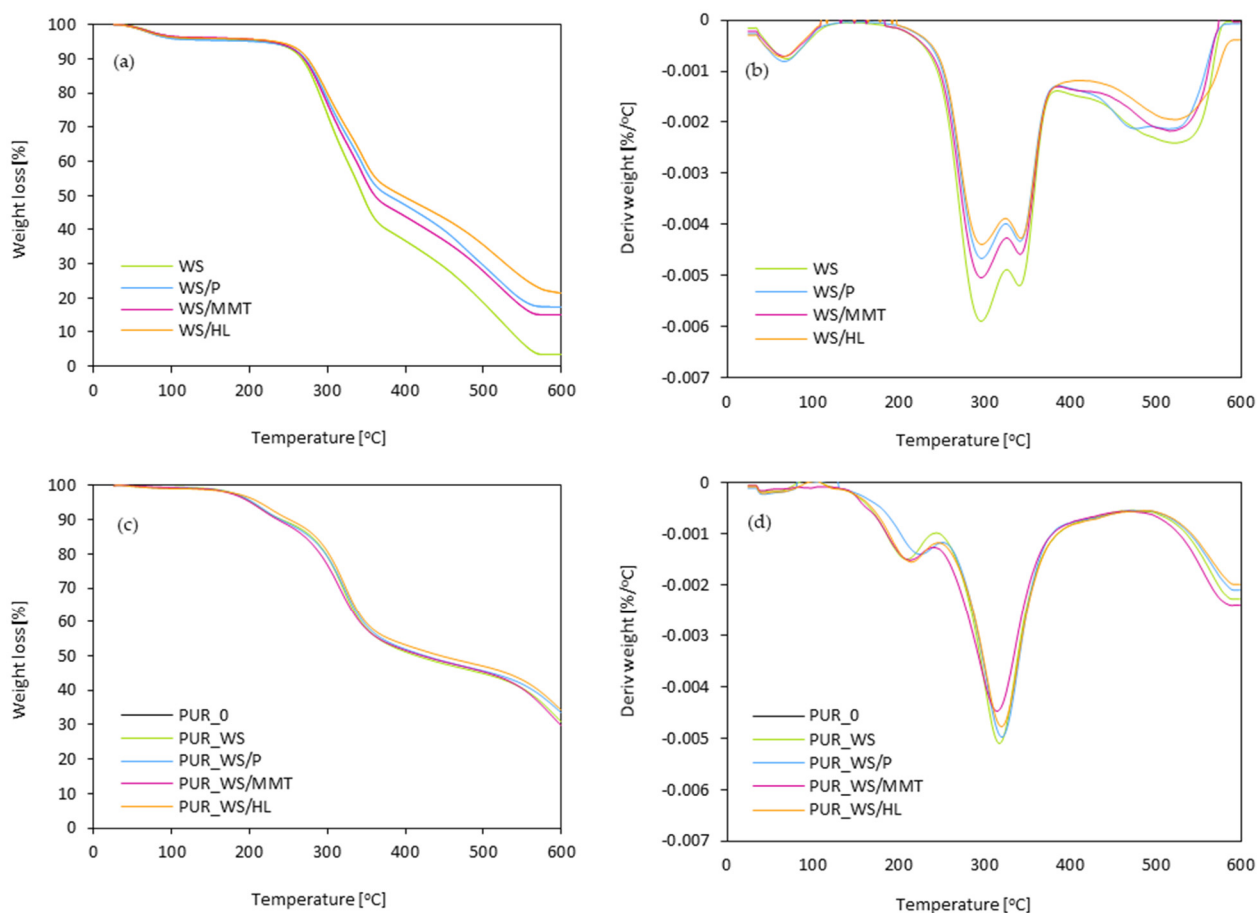 (a)
Weight loss [%]
100
90
80
70
60
50
40
30
20
10
0
WS
WS/P
WS/MMT
WS/HL
0 100 200 300 400 500 600
Temperature [°C]
(b)
Deriv weight [%/°C]
0
-0.001
-0.002
-0.003
-0.004
-0.005
-0.006
-0.007
WS
WS/P
WS/MMT
WS/HL
0 100 200 300 400 500 600
Temperature [°C]
(c)
Weight loss [%]
100
90
80
70
60
50
40
30
20
10
0
PUR_0
PUR_WS
PUR_WS/P
PUR_WS/MMT
PUR_WS/HL
0 100 200 300 400 500 600
Temperature [°C]
(d)
Deriv weight [%/°C]
0
-0.001
-0.002
-0.003
-0.004
-0.005
-0.006
-0.007
PUR_0
PUR_WS
PUR_WS/P
PUR_WS/MMT
PUR_WS/HL
0 100 200 300 400 500 600
Temperature [°C]